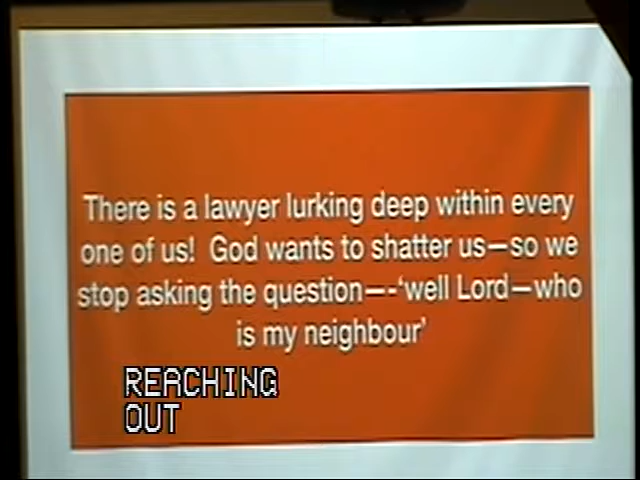 There is a lawyer lurking deep within every
one of us!  God wants to shatter us—so we
stop asking the question—-‘well Lord—who
is my neighbour’
REACHING
OUT